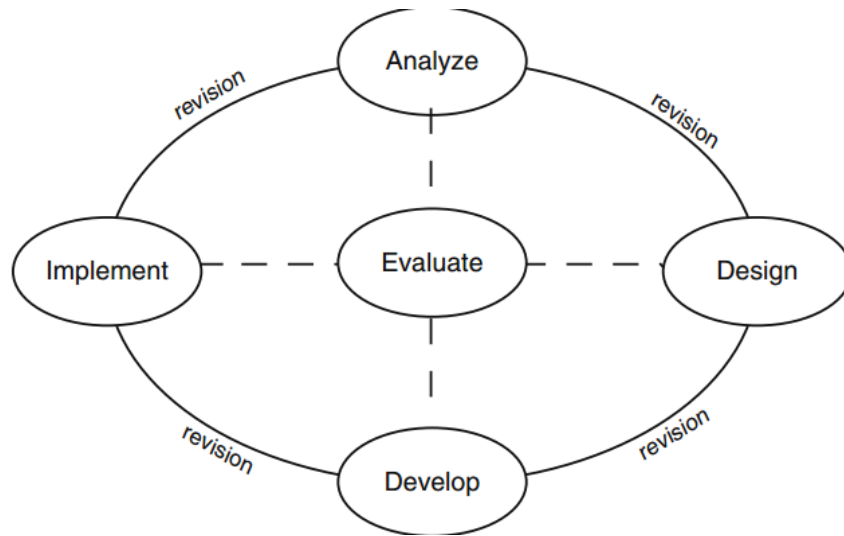 Analyze
revision
revision
Implement
Evaluate
Design
revision
revision
Develop